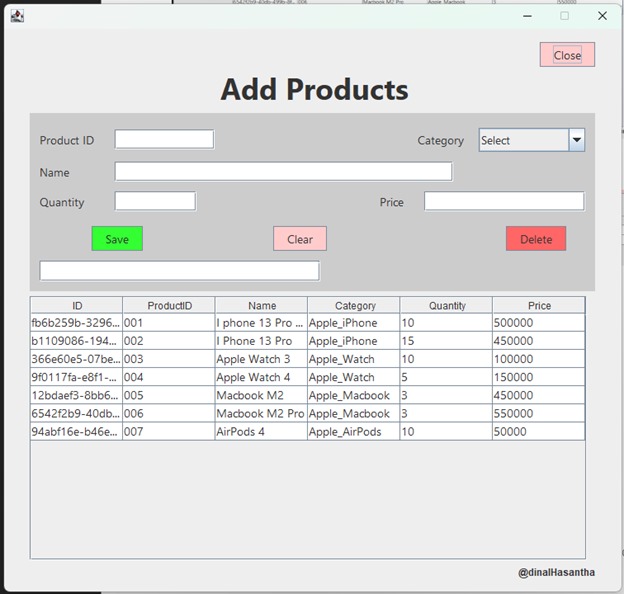 Close
Add Products
Product ID Category Select
Name
Quantity Price
Save Clear Delete
ID ProductID Name Category Quantity Price
fb6b259b-3296... 001 I phone 13 Pro ... Apple_iPhone 10 500000
b1109086-194... 002 I Phone 13 Pro Apple_iPhone 15 450000
366e60e5-07be... 003 Apple Watch 3 Apple_Watch 10 100000
9f0117fa-e8f1-... 004 Apple Watch 4 Apple_Watch 5 150000
12bdaef3-8bb6... 005 Macbook M2 Apple_Macbook 3 450000
6542f2b9-40db... 006 Macbook M2 Pro Apple_Macbook 3 550000
94abf16e-b46e... 007 AirPods 4 Apple_AirPods 10 50000
@dinalHasantha